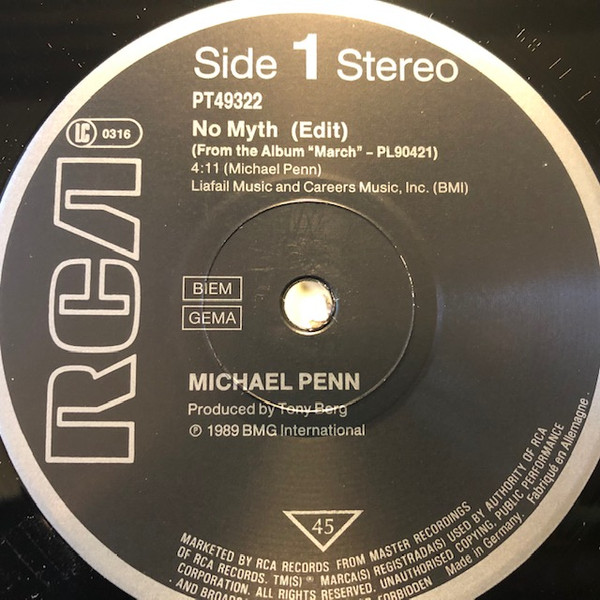 Side 1 Stereo
PT49322
No Myth (Edit)
(From the Album "March" – PL90421)
4:11 (Michael Penn)
Liafail Music and Careers Music, Inc. (BMI)
LC 0316
RCA
BIEM
GEMA
MICHAEL PENN
Produced by Tony Berg
℗ 1989 BMG International
45
MARKETED BY RCA RECORDS FROM MASTER RECORDINGS
OF RCA RECORDS. TM(S) ® MARCA(S) REGISTRADA(S) USED BY AUTHORITY OF RCA
CORPORATION. ALL RIGHTS RESERVED. UNAUTHORISED COPYING, PUBLIC PERFORMANCE
AND FORBIDDEN Made in Germany. Fabriqué en Allemagne.